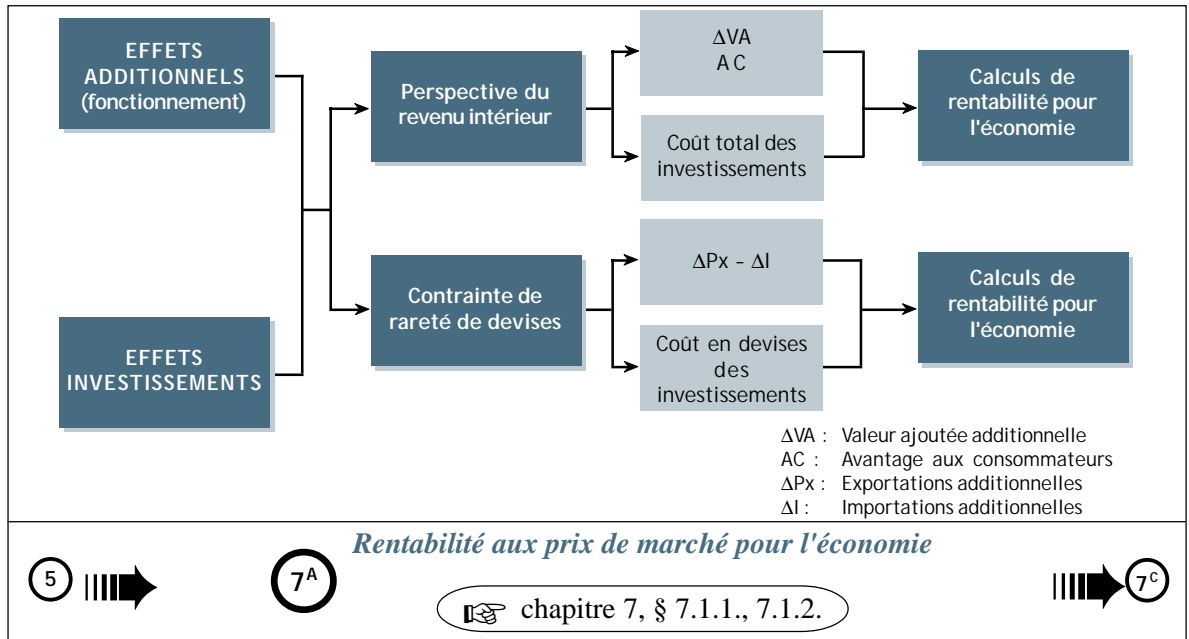 EFFETS
ADDITIONNELS
(fonctionnement)
EFFETS
INVESTISSEMENTS
Perspective du
revenu intérieur
Contrainte de
rareté de devises
ΔVA
AC
Coût total des
investissements
ΔPx - ΔI
Coût en devises
des
investissements
Calculs de
rentabilité pour
l'économie
Calculs de
rentabilité pour
l'économie
ΔVA : Valeur ajoutée additionnelle
AC : Avantage aux consommateurs
ΔPx : Exportations additionnelles
ΔI : Importations additionnelles
Rentabilité aux prix de marché pour l'économie
5
7A
7C
☞ chapitre 7, § 7.1.1., 7.1.2.